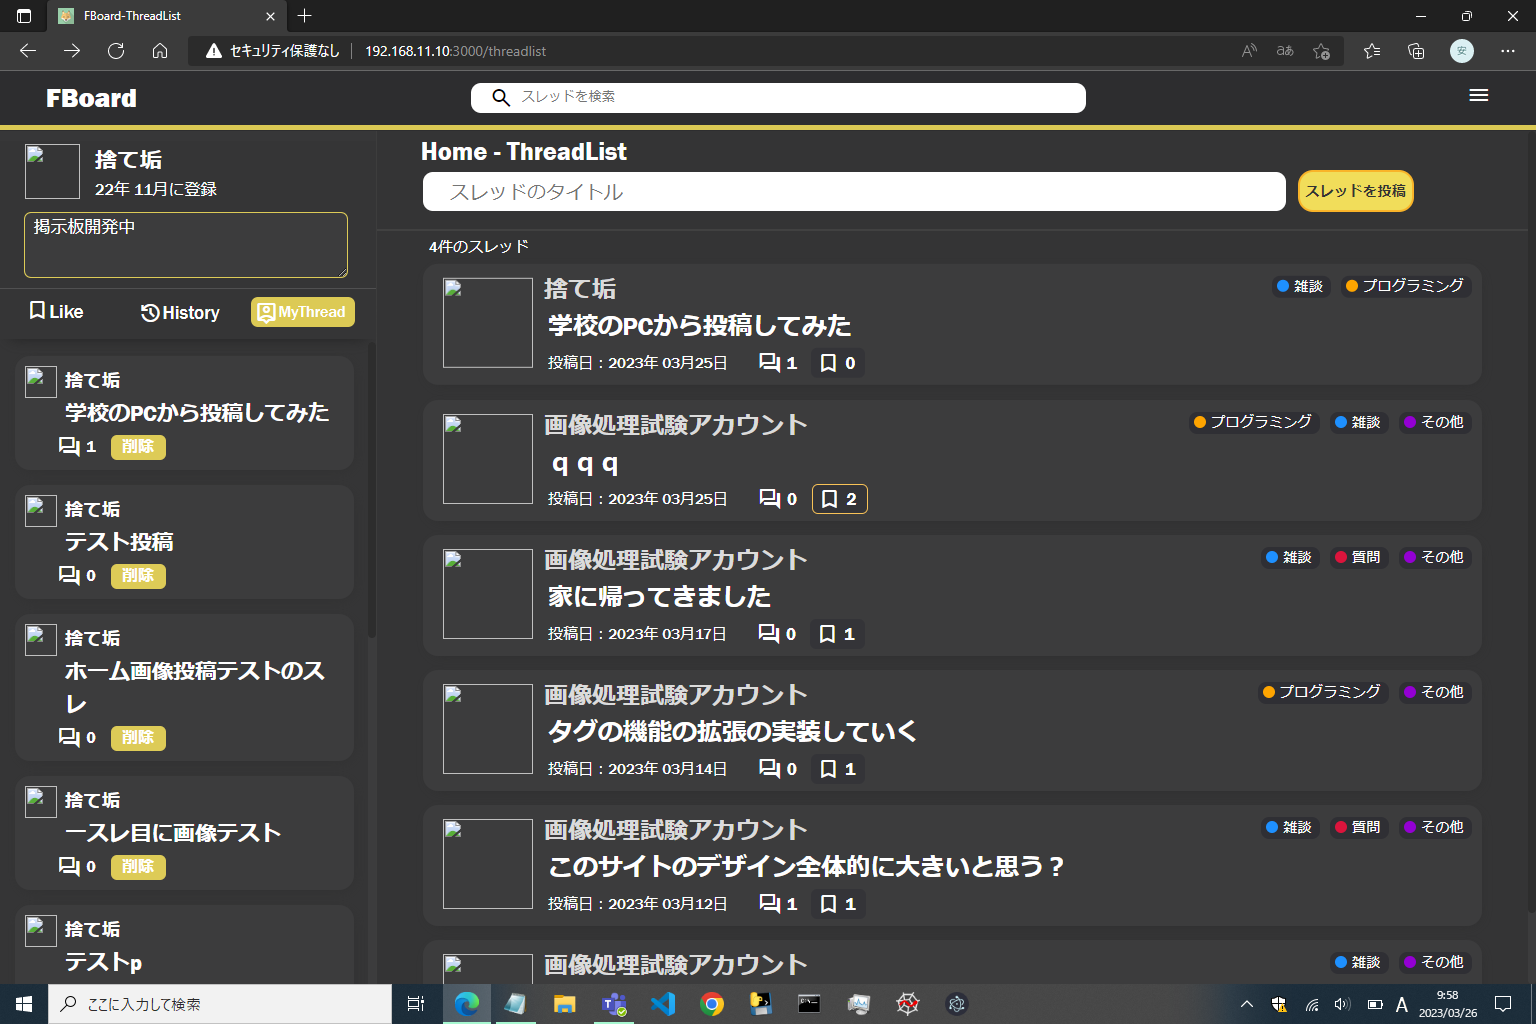 FBoard-ThreadList
セキュリティ保護なし
192.168.11.10:3000/threadlist
安
FBoard
スレッドを検索
捨て垢
22年 11月に登録
掲示板開発中
Like
History
MyThread
捨て垢
学校のPCから投稿してみた
1 削除
捨て垢
テスト投稿
0 削除
捨て垢
ホーム画像投稿テストのス
レ
0 削除
捨て垢
一スレ目に画像テスト
0 削除
捨て垢
テストp
Home - ThreadList
スレッドのタイトル
スレッドを投稿
4件のスレッド
捨て垢
雑談 プログラミング
学校のPCから投稿してみた
投稿日：2023年 03月25日 1 0
画像処理試験アカウント
プログラミング 雑談 その他
ｑｑｑ
投稿日：2023年 03月25日 0 2
画像処理試験アカウント
雑談 質問 その他
家に帰ってきました
投稿日：2023年 03月17日 0 1
画像処理試験アカウント
プログラミング その他
タグの機能の拡張の実装していく
投稿日：2023年 03月14日 0 1
画像処理試験アカウント
雑談 質問 その他
このサイトのデザイン全体的に大きいと思う？
投稿日：2023年 03月12日 1 1
画像処理試験アカウント
雑談 その他
ここに入力して検索
A
9:58
2023/03/26